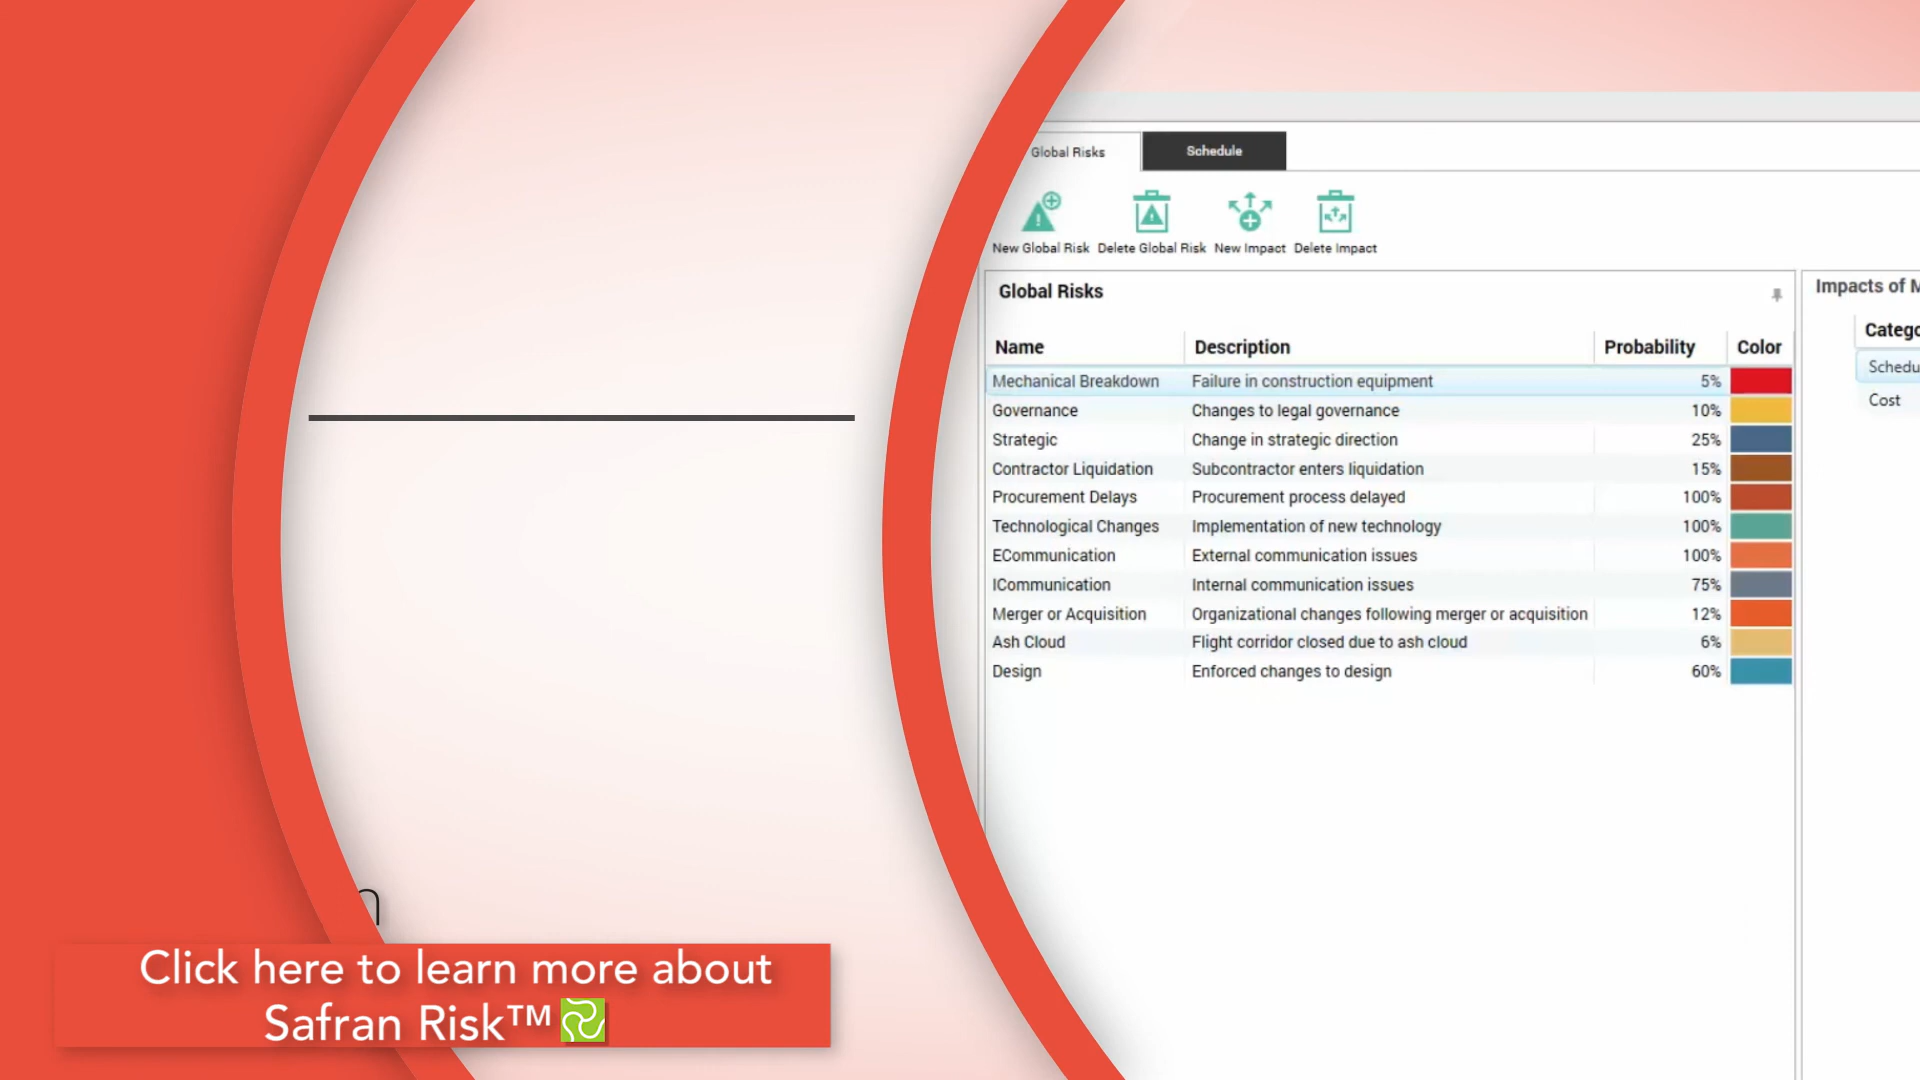 Global Risks Schedule
New Global Risk Delete Global Risk New Impact Delete Impact
Global Risks
Name Description Probability Color
Mechanical Breakdown Failure in construction equipment 5%
Governance Changes to legal governance 10%
Strategic Change in strategic direction 25%
Contractor Liquidation Subcontractor enters liquidation 15%
Procurement Delays Procurement process delayed 100%
Technological Changes Implementation of new technology 100%
ECommunication External communication issues 100%
ICommunication Internal communication issues 75%
Merger or Acquisition Organizational changes following merger or acquisition 12%
Ash Cloud Flight corridor closed due to ash cloud 6%
Design Enforced changes to design 60%
Impacts of M
Catego
Schedu
Cost
n
Click here to learn more about
Safran Risk™